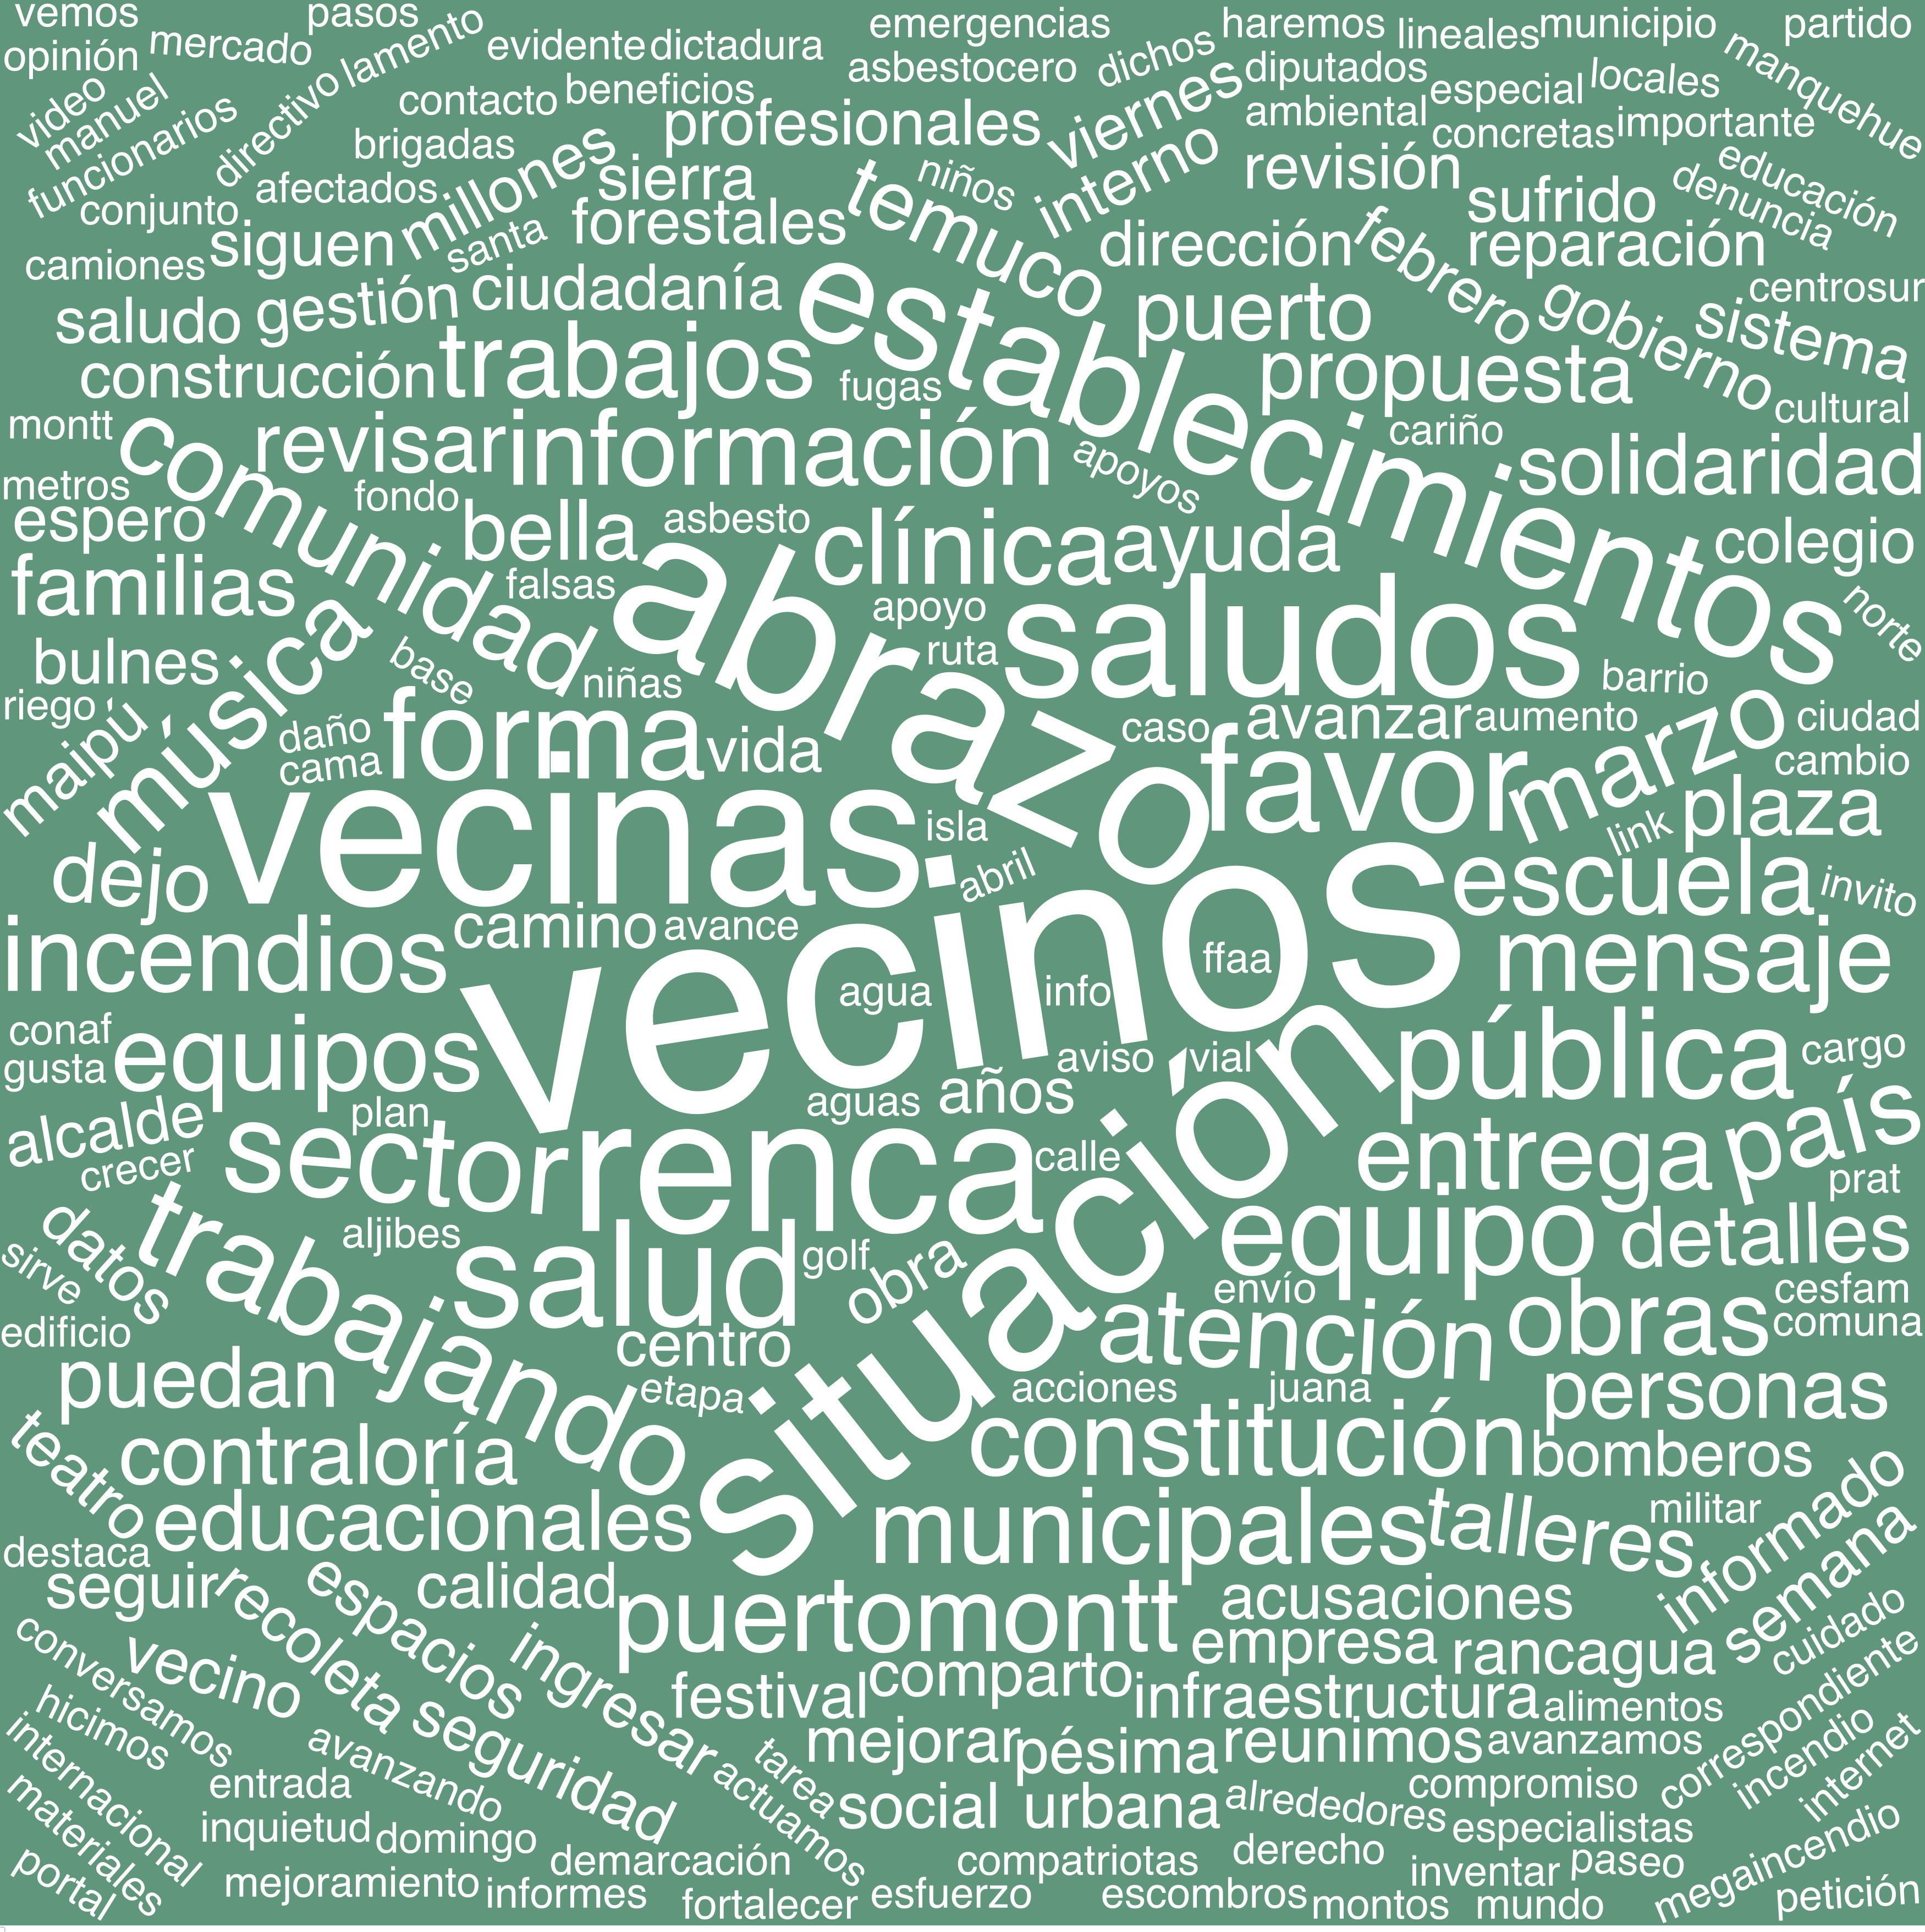 vemos
pasos
opinión
mercado
lamento
evidente
dictadura
emergencias
haremos
lineales
municipio
partido
asbestocero
dichos
diputados
locales
manquehue
video
manuel
directivo
contacto
beneficios
profesionales
viernes
ambiental
especial
concretas
importante
funcionarios
brigadas
afectados
millones
sierra
niños
interno
revisión
sufrido
educación
denuncia
conjunto
siguen
santa
forestales
temuco
dirección
febrero
reparación
camiones
saludo
gestión
ciudadanía
establecimientos
puerto
gobierno
centrosur
sistema
construcción
trabajos
fugas
propuesta
cultural
montt
comunidad
revisar
información
apoyos
cariño
solidaridad
metros
espero
fondo
bella
asbesto
clínica
ayuda
colegio
familias
falsas
abrazo
apoyo
saludos
norte
bulnes
música
base
niñas
ruta
barrio
riego
maipú
daño
cama
forma
vida
caso
avanzar
aumento
marzo
ciudad
cambio
favor
dejo
vecinas
isla
abril
link
plaza
escuela
invito
incendios
camino
avance
vecinos
agua
info
ffaa
mensaje
conaf
gusta
equipos
aviso
vial
pública
cargo
alcalde
crecer
plan
aguas
años
situación
país
sector
renca
calle
entrega
prat
datos
sirve
trabajando
aljibes
salud
golf
obra
equipo
detalles
edificio
centro
envío
atención
obras
cesfam
comuna
puedan
etapa
acciones
juana
personas
teatro
contraloría
constitución
bomberos
destaca
educacionales
municipales
talleres
militar
informado
semana
seguir
recoleta
espacios
calidad
puertomontt
acusaciones
empresa
rancagua
cuidado
conversamos
vecino
ingresar
festival
comparto
infraestructura
alimentos
correspondiente
hicimos
internacional
avanzando
seguridad
actuamos
tarea
mejorar
pésima
reunimos
avanzamos
incendio
internet
materiales
entrada
social
urbana
alrededores
compromiso
especialistas
inquietud
domingo
portal
mejoramiento
informes
demarcación
fortalecer
esfuerzo
compatriotas
derecho
escombros
inventar
montos
paseo
mundo
megaincendio
petición